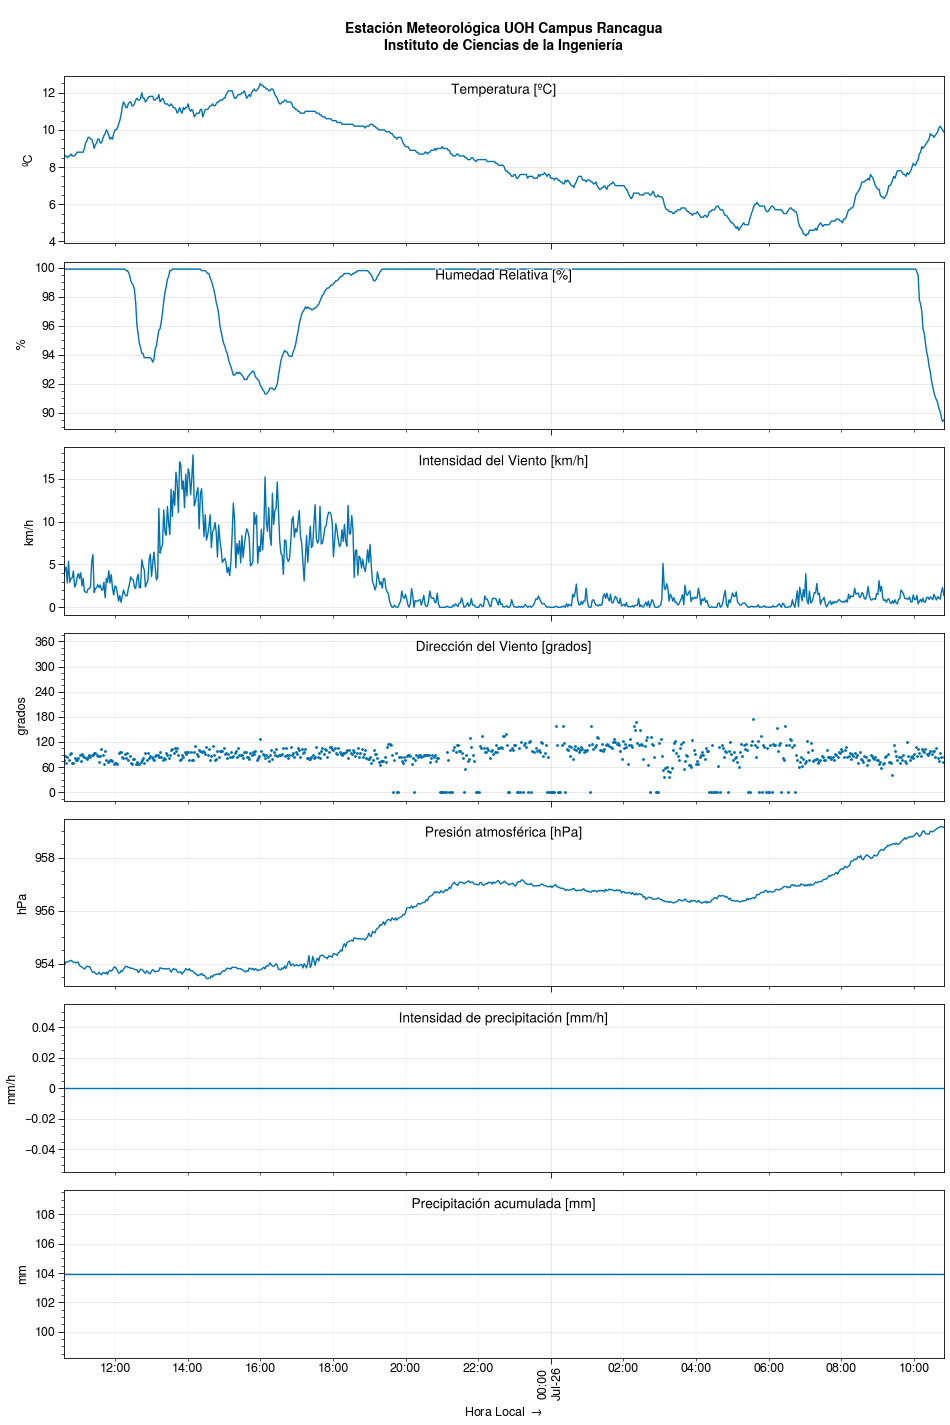 Estación Meteorológica UOH Campus Rancagua
Instituto de Ciencias de la Ingeniería
Temperatura [ºC]
12
10
8
6
4
ºC
Humedad Relativa [%]
100
98
96
94
92
90
%
Intensidad del Viento [km/h]
15
10
5
0
km/h
Dirección del Viento [grados]
360
300
240
180
120
60
0
grados
Presión atmosférica [hPa]
958
956
954
hPa
Intensidad de precipitación [mm/h]
0.04
0.02
0
−0.02
−0.04
mm/h
Precipitación acumulada [mm]
108
106
104
102
100
mm
12:00 14:00 16:00 18:00 20:00 22:00 00:00 02:00 04:00 06:00 08:00 10:00
Jul-26
Hora Local →